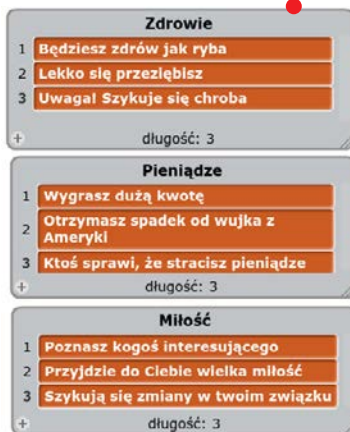 Zdrowie
1 Będziesz zdrów jak ryba
2 Lekko się przeziębisz
3 Uwaga! Szykuje się chroba
+ długość: 3
Pieniądze
1 Wygrasz dużą kwotę
2 Otrzymasz spadek od wujka z
Ameryki
3 Ktoś sprawi, że stracisz pieniądze
+ długość: 3
Miłość
1 Poznasz kogoś interesującego
2 Przyjdzie do Ciebie wielka miłość
3 Szykują się zmiany w twoim związku
+ długość: 3